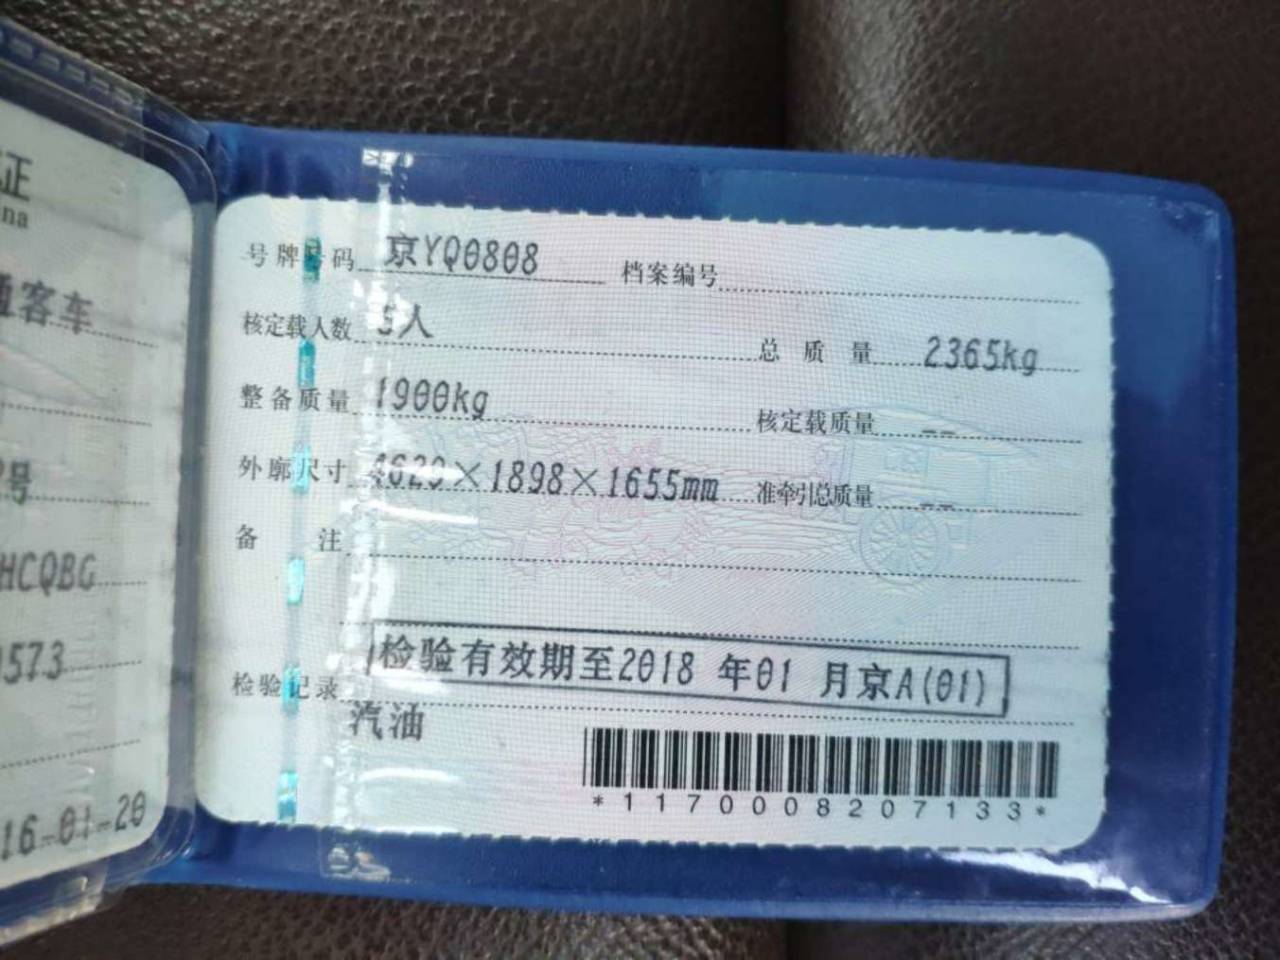 正
na
通客车
号
HCQBG
0573
16-01-20
号牌号码 京YQ0808 档案编号
核定载人数 5人 总质量 2365kg
整备质量 1900kg 核定载质量 --
外廓尺寸 4620×1898×1655mm 准牵引总质量 --
备注
检验记录 检验有效期至2018 年01 月京A(01)
汽油
*1170008207133*